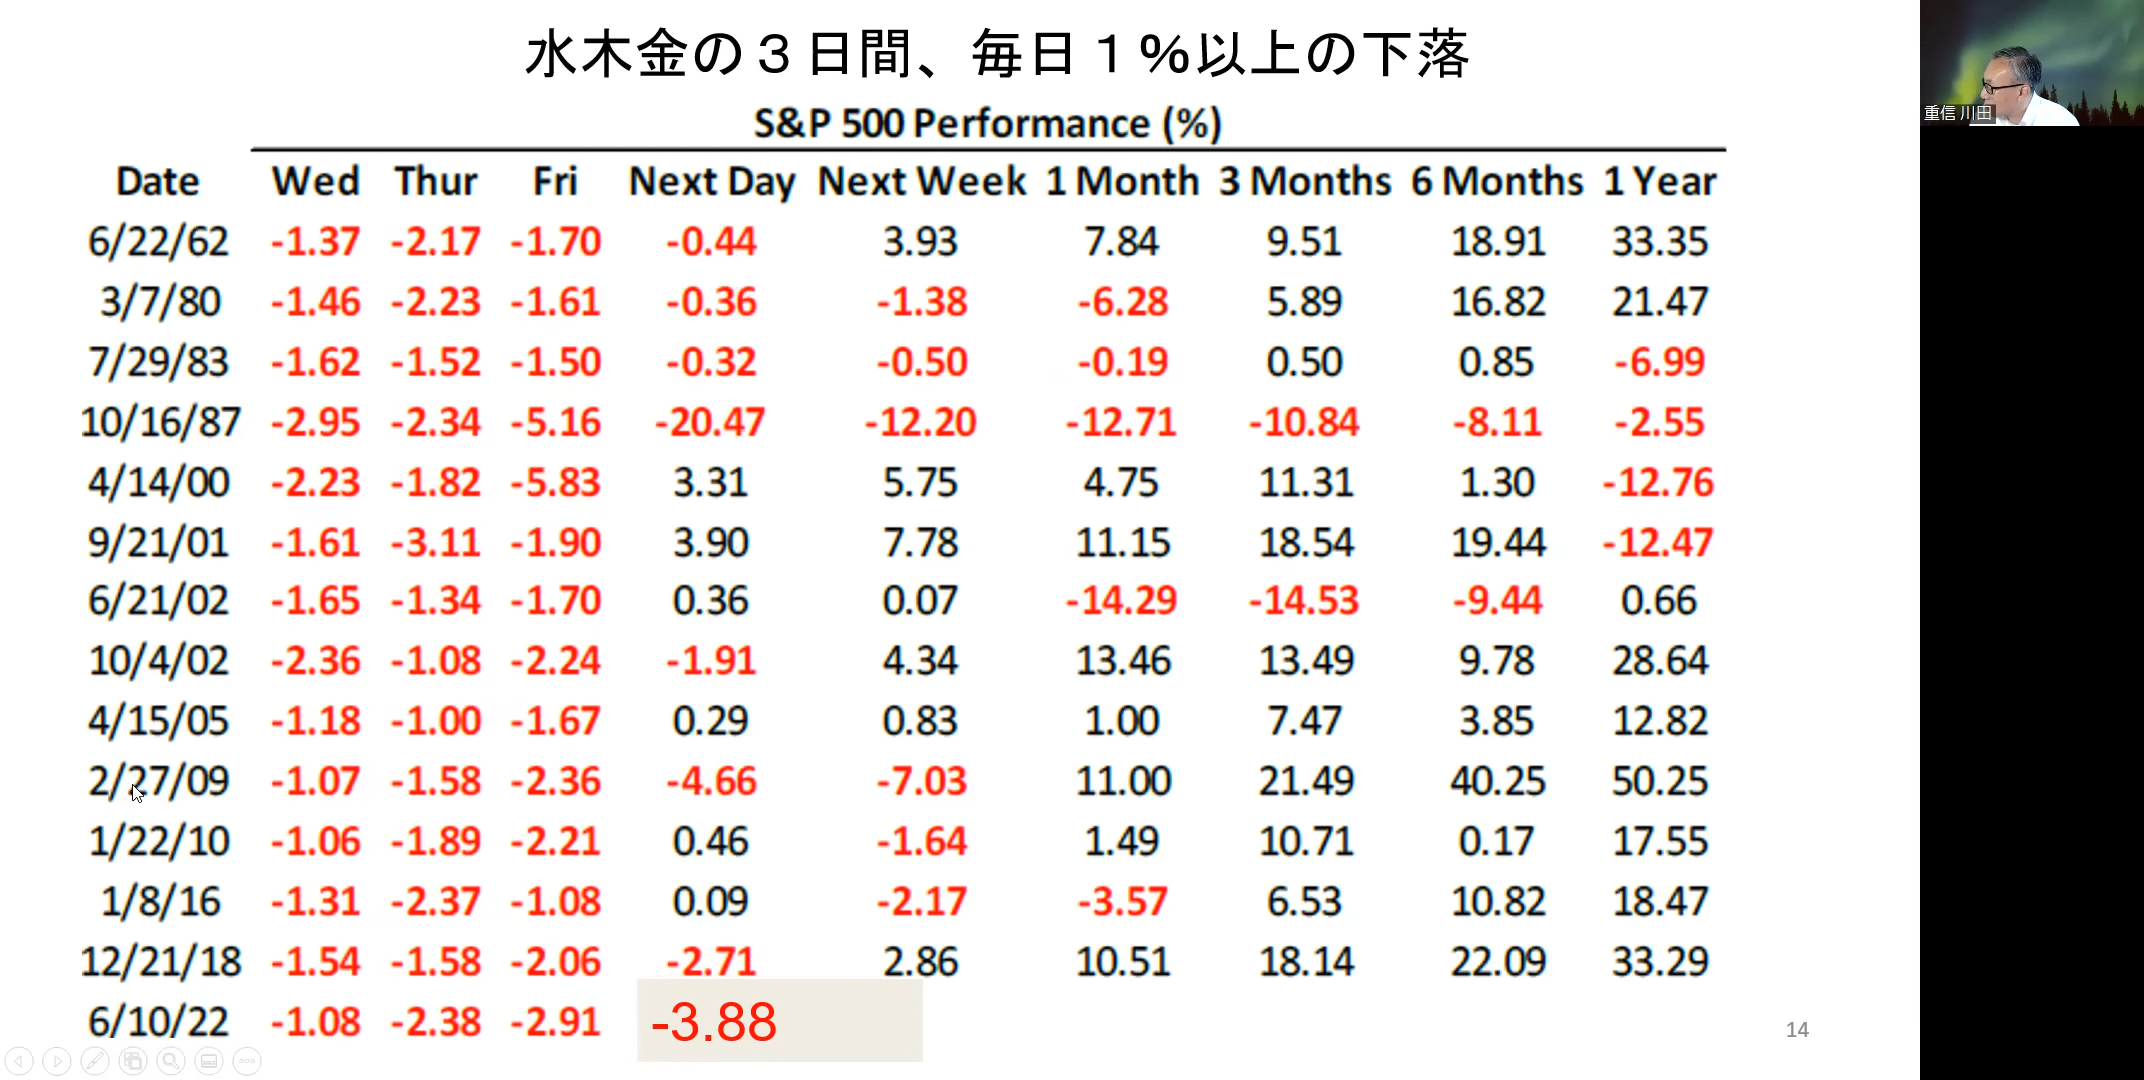 水木金の３日間、毎日１％以上の下落
重信 川田
S&P 500 Performance (%)
Date Wed Thur Fri Next Day Next Week 1 Month 3 Months 6 Months 1 Year
6/22/62 -1.37 -2.17 -1.70 -0.44 3.93 7.84 9.51 18.91 33.35
3/7/80 -1.46 -2.23 -1.61 -0.36 -1.38 -6.28 5.89 16.82 21.47
7/29/83 -1.62 -1.52 -1.50 -0.32 -0.50 -0.19 0.50 0.85 -6.99
10/16/87 -2.95 -2.34 -5.16 -20.47 -12.20 -12.71 -10.84 -8.11 -2.55
4/14/00 -2.23 -1.82 -5.83 3.31 5.75 4.75 11.31 1.30 -12.76
9/21/01 -1.61 -3.11 -1.90 3.90 7.78 11.15 18.54 19.44 -12.47
6/21/02 -1.65 -1.34 -1.70 0.36 0.07 -14.29 -14.53 -9.44 0.66
10/4/02 -2.36 -1.08 -2.24 -1.91 4.34 13.46 13.49 9.78 28.64
4/15/05 -1.18 -1.00 -1.67 0.29 0.83 1.00 7.47 3.85 12.82
2/27/09 -1.07 -1.58 -2.36 -4.66 -7.03 11.00 21.49 40.25 50.25
1/22/10 -1.06 -1.89 -2.21 0.46 -1.64 1.49 10.71 0.17 17.55
1/8/16 -1.31 -2.37 -1.08 0.09 -2.17 -3.57 6.53 10.82 18.47
12/21/18 -1.54 -1.58 -2.06 -2.71 2.86 10.51 18.14 22.09 33.29
6/10/22 -1.08 -2.38 -2.91 -3.88
14